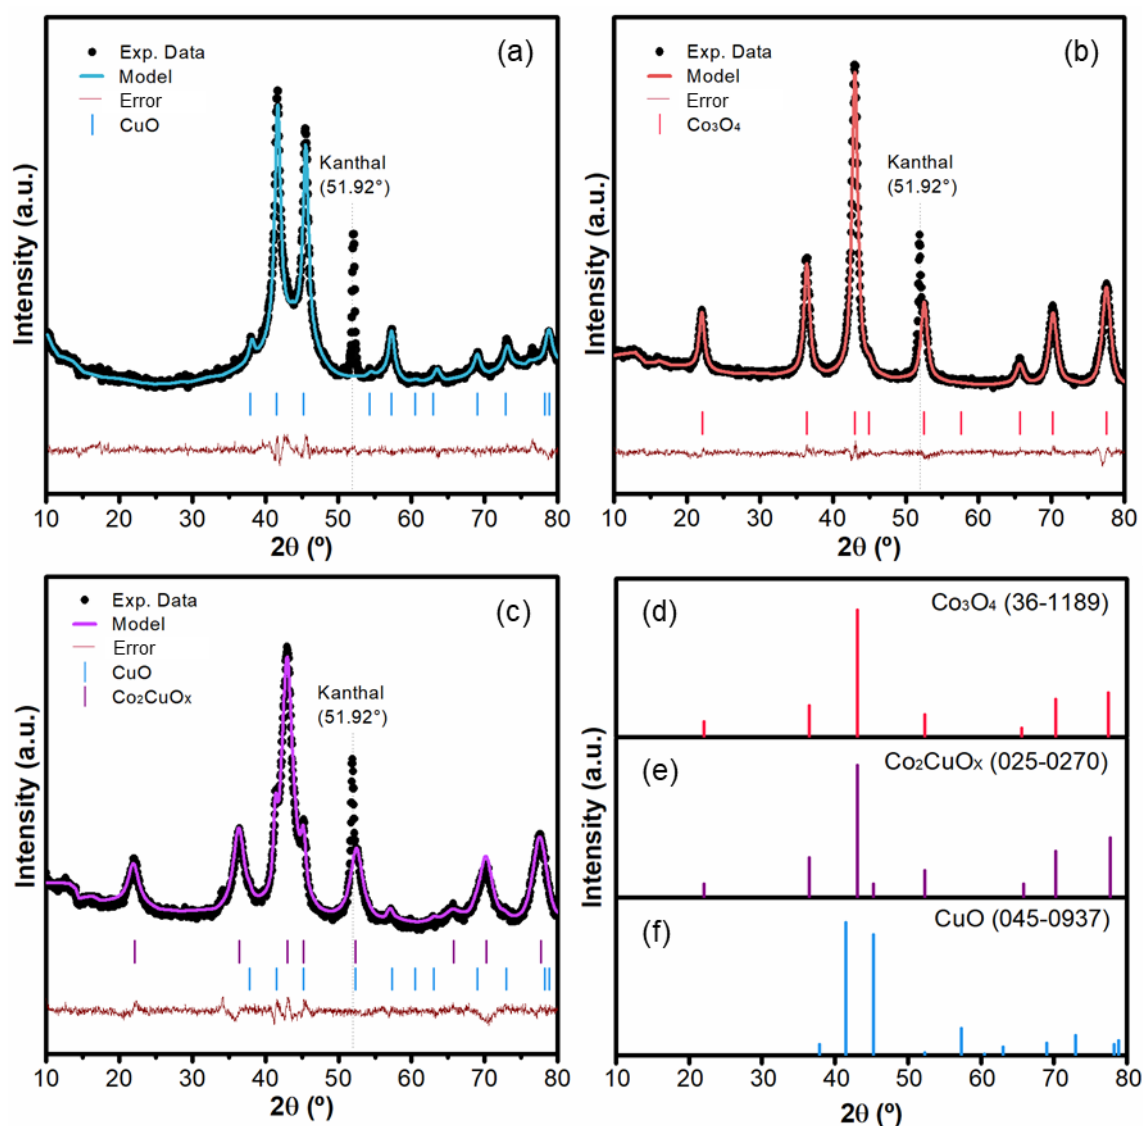 (a)
Exp. Data
Model
Error
CuO
Kanthal
(51.92°)
Intensity (a.u.)
10 20 30 40 50 60 70 80
2θ (º)
(b)
Exp. Data
Model
Error
Co₃O₄
Kanthal
(51.92°)
Intensity (a.u.)
10 20 30 40 50 60 70 80
2θ (º)
(c)
Exp. Data
Model
Error
CuO
Co₂CuOₓ
Kanthal
(51.92°)
Intensity (a.u.)
10 20 30 40 50 60 70 80
2θ (º)
(d)
Co₃O₄ (36-1189)
(e)
Co₂CuOₓ (025-0270)
(f)
CuO (045-0937)
Intensity (a.u.)
10 20 30 40 50 60 70 80
2θ (º)